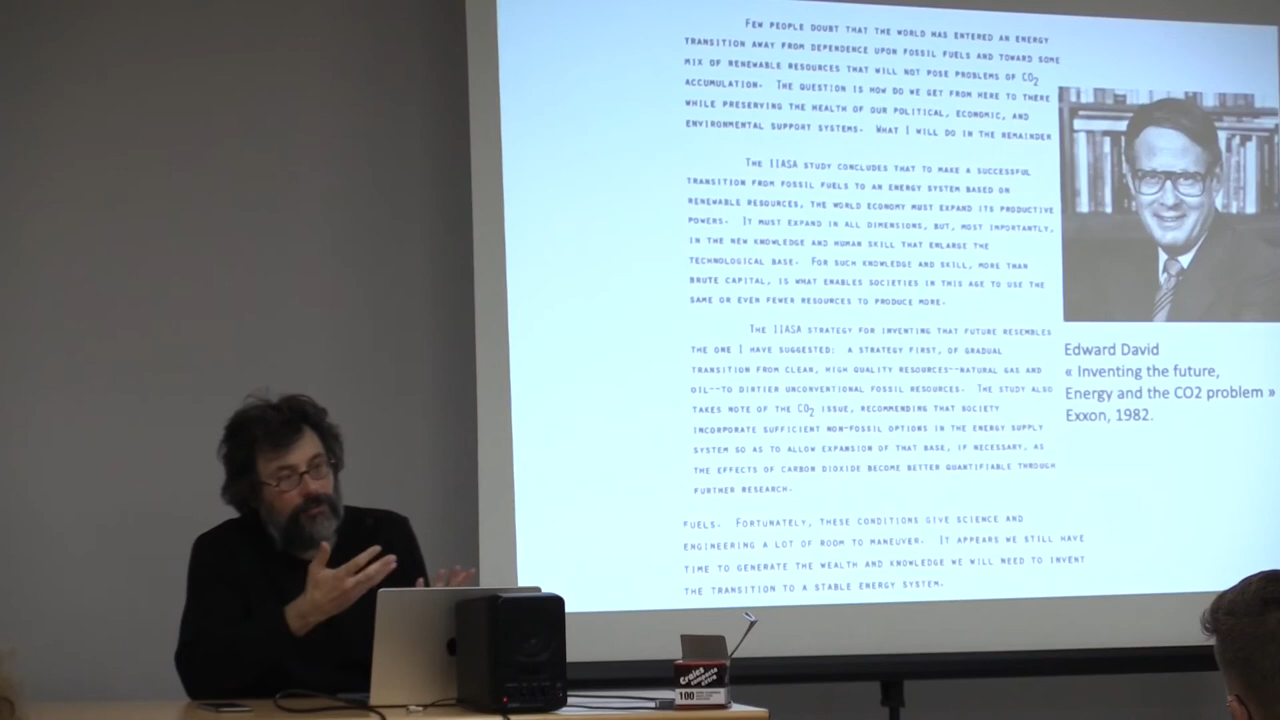 FEW PEOPLE DOUBT THAT THE WORLD HAS ENTERED AN ENERGY
TRANSITION AWAY FROM DEPENDENCE UPON FOSSIL FUELS AND TOWARD SOME
MIX OF RENEWABLE RESOURCES THAT WILL NOT POSE PROBLEMS OF CO2
ACCUMULATION. THE QUESTION IS HOW DO WE GET FROM HERE TO THERE
WHILE PRESERVING THE HEALTH OF OUR POLITICAL, ECONOMIC, AND
ENVIRONMENTAL SUPPORT SYSTEMS. WHAT I WILL DO IN THE REMAINDER
THE IIASA STUDY CONCLUDES THAT TO MAKE A SUCCESSFUL
TRANSITION FROM FOSSIL FUELS TO AN ENERGY SYSTEM BASED ON
RENEWABLE RESOURCES, THE WORLD ECONOMY MUST EXPAND ITS PRODUCTIVE
POWERS. IT MUST EXPAND IN ALL DIMENSIONS, BUT, MOST IMPORTANTLY,
IN THE NEW KNOWLEDGE AND HUMAN SKILL THAT ENLARGE THE
TECHNOLOGICAL BASE. FOR SUCH KNOWLEDGE AND SKILL, MORE THAN
BRUTE CAPITAL, IS WHAT ENABLES SOCIETIES IN THIS AGE TO USE THE
SAME OR EVEN FEWER RESOURCES TO PRODUCE MORE.
THE IIASA STRATEGY FOR INVENTING THAT FUTURE RESEMBLES
THE ONE I HAVE SUGGESTED: A STRATEGY FIRST, OF GRADUAL
TRANSITION FROM CLEAN, HIGH QUALITY RESOURCES--NATURAL GAS AND
OIL--TO DIRTIER UNCONVENTIONAL FOSSIL RESOURCES. THE STUDY ALSO
TAKES NOTE OF THE CO2 ISSUE, RECOMMENDING THAT SOCIETY
INCORPORATE SUFFICIENT NON-FOSSIL OPTIONS IN THE ENERGY SUPPLY
SYSTEM SO AS TO ALLOW EXPANSION OF THAT BASE, IF NECESSARY, AS
THE EFFECTS OF CARBON DIOXIDE BECOME BETTER QUANTIFIABLE THROUGH
FURTHER RESEARCH.
FUELS. FORTUNATELY, THESE CONDITIONS GIVE SCIENCE AND
ENGINEERING A LOT OF ROOM TO MANEUVER. IT APPEARS WE STILL HAVE
TIME TO GENERATE THE WEALTH AND KNOWLEDGE WE WILL NEED TO INVENT
THE TRANSITION TO A STABLE ENERGY SYSTEM.
Edward David
« Inventing the future,
Energy and the CO2 problem »
Exxon, 1982.
Craies
100